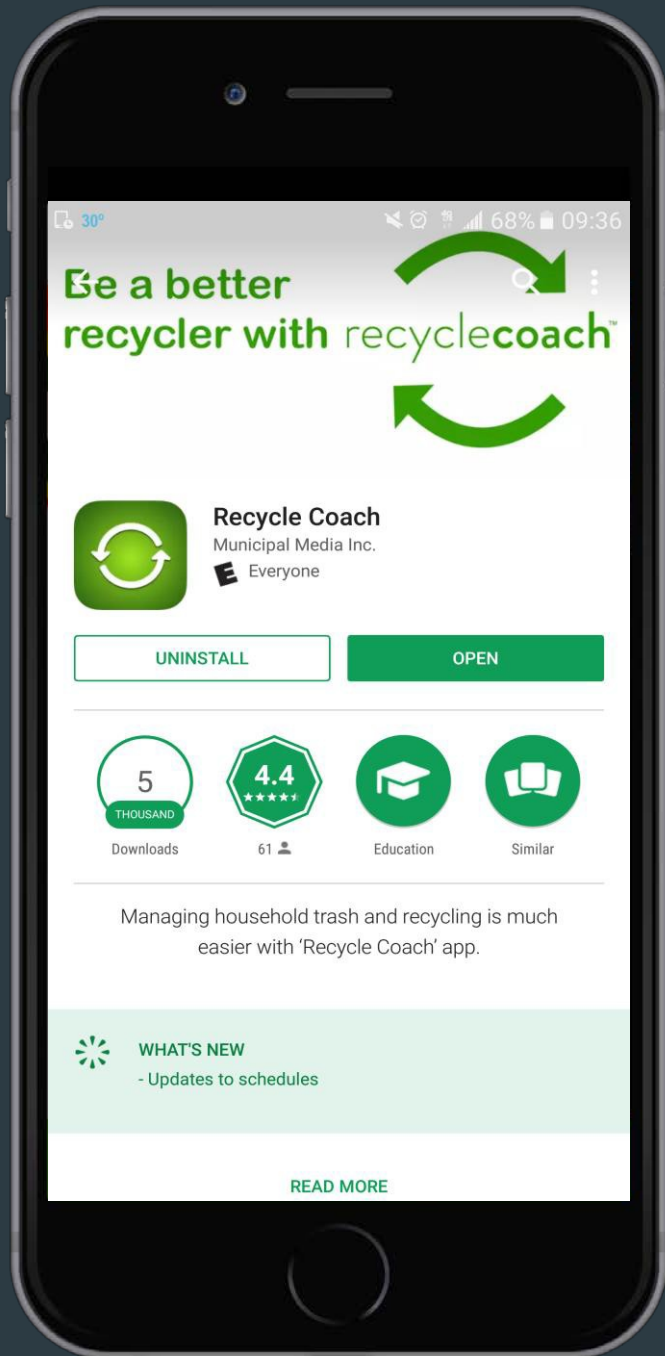 30°
68% 09:36
Be a better
recycler with recyclecoach™
Recycle Coach
Municipal Media Inc.
E Everyone
UNINSTALL
OPEN
5
THOUSAND
Downloads
4.4
61
Education
Similar
Managing household trash and recycling is much
easier with ‘Recycle Coach’ app.
WHAT'S NEW
- Updates to schedules
READ MORE